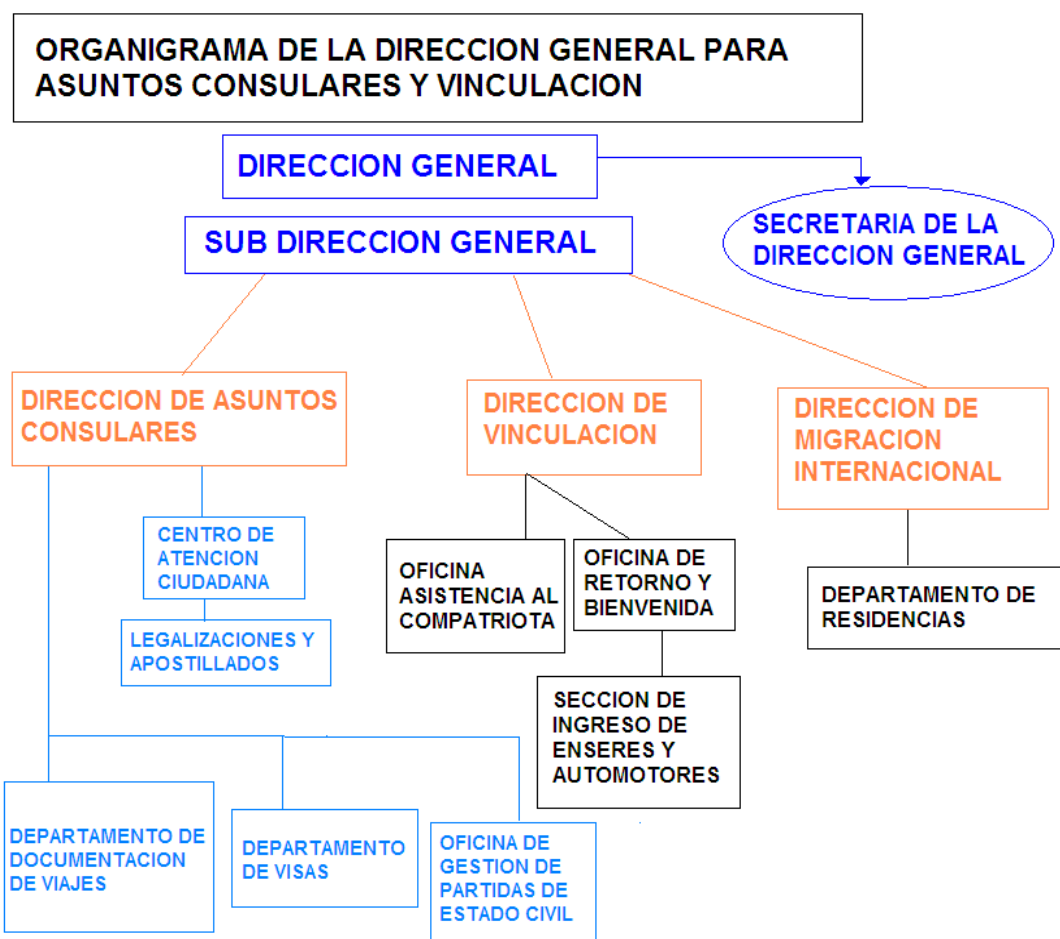 ORGANIGRAMA DE LA DIRECCION GENERAL PARA
ASUNTOS CONSULARES Y VINCULACION
DIRECCION GENERAL
SECRETARIA DE LA
DIRECCION GENERAL
SUB DIRECCION GENERAL
DIRECCION DE ASUNTOS
CONSULARES
DIRECCION DE
VINCULACION
DIRECCION DE
MIGRACION
INTERNACIONAL
CENTRO DE
ATENCION
CIUDADANA
LEGALIZACIONES Y
APOSTILLADOS
OFICINA
ASISTENCIA AL
COMPATRIOTA
OFICINA DE
RETORNO Y
BIENVENIDA
SECCION DE
INGRESO DE
ENSERES Y
AUTOMOTORES
DEPARTAMENTO DE
RESIDENCIAS
DEPARTAMENTO DE
DOCUMENTACION
DE VIAJES
DEPARTAMENTO
DE VISAS
OFICINA DE
GESTION DE
PARTIDAS DE
ESTADO CIVIL